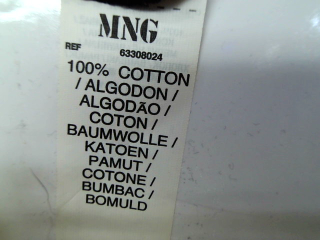 MNG
REF 63308024
100% COTTON
/ ALGODON /
ALGODÃO /
COTON /
BAUMWOLLE /
KATOEN /
PAMUT /
COTONE /
BUMBAC /
BOMULD